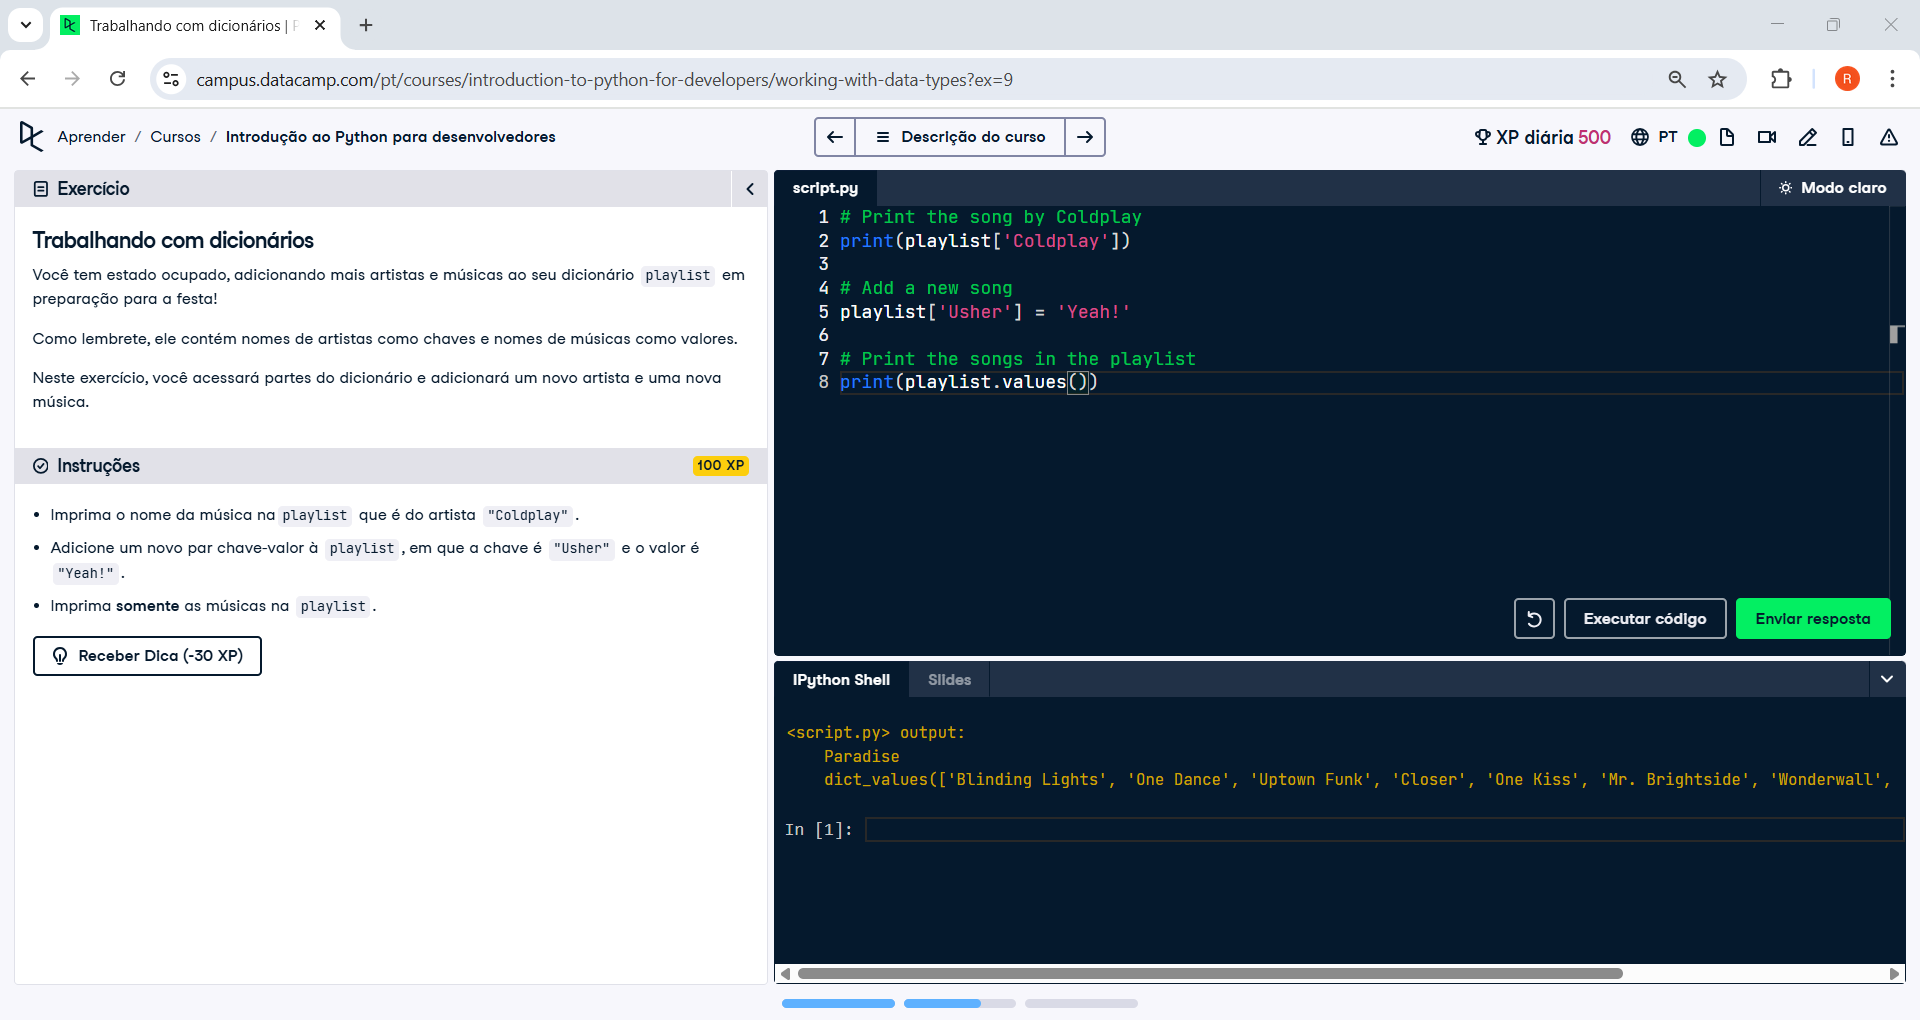 Trabalhando com dicionários | P
campus.datacamp.com/pt/courses/introduction-to-python-for-developers/working-with-data-types?ex=9
R
Aprender / Cursos / Introdução ao Python para desenvolvedores
Descrição do curso
XP diária 500
PT
Exercício
Trabalhando com dicionários
Você tem estado ocupado, adicionando mais artistas e músicas ao seu dicionário playlist em
preparação para a festa!
Como lembrete, ele contém nomes de artistas como chaves e nomes de músicas como valores.
Neste exercício, você acessará partes do dicionário e adicionará um novo artista e uma nova
música.
Instruções
100 XP
• Imprima o nome da música na playlist que é do artista "Coldplay".
• Adicione um novo par chave-valor à playlist, em que a chave é "Usher" e o valor é
"Yeah!".
• Imprima somente as músicas na playlist.
Receber Dica (-30 XP)
script.py
Modo claro
1 # Print the song by Coldplay
2 print(playlist['Coldplay'])
3
4 # Add a new song
5 playlist['Usher'] = 'Yeah!'
6
7 # Print the songs in the playlist
8 print(playlist.values())
Executar código
Enviar resposta
IPython Shell
Slides
<script.py> output:
Paradise
dict_values(['Blinding Lights', 'One Dance', 'Uptown Funk', 'Closer', 'One Kiss', 'Mr. Brightside', 'Wonderwall',
In [1]: